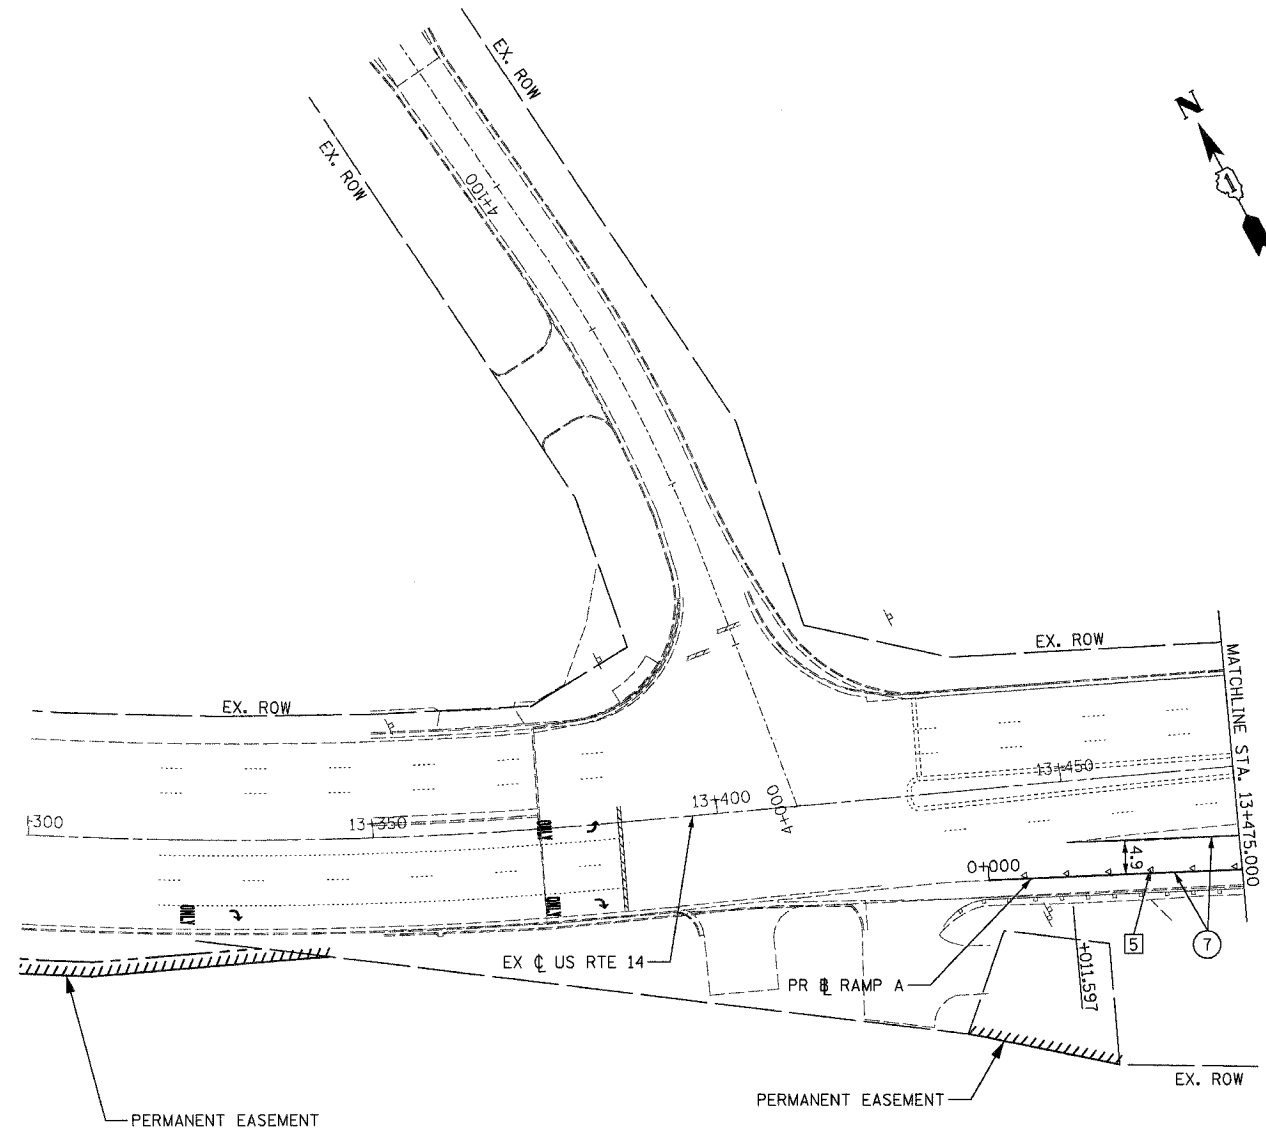 EX. ROW
EX. ROW
N
1
4+100
EX. ROW
EX. ROW
MATCHLINE STA. 13+475.000
+300
13+350
13+400
4+000
13+450
ONLY
ONLY
ONLY
0+000
4.9
5
7
EX ℄ US RTE 14
PR B RAMP A
+011.597
PERMANENT EASEMENT
PERMANENT EASEMENT
EX. ROW